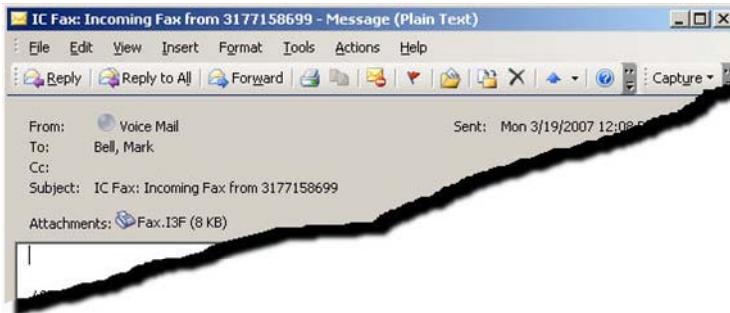 IC Fax: Incoming Fax from 3177158699 - Message (Plain Text)
File Edit View Insert Format Tools Actions Help
Reply Reply to All Forward Capture
From: Voice Mail Sent: Mon 3/19/2007 12:08
To: Bell, Mark
Cc:
Subject: IC Fax: Incoming Fax from 3177158699
Attachments: Fax.I3F (8 KB)